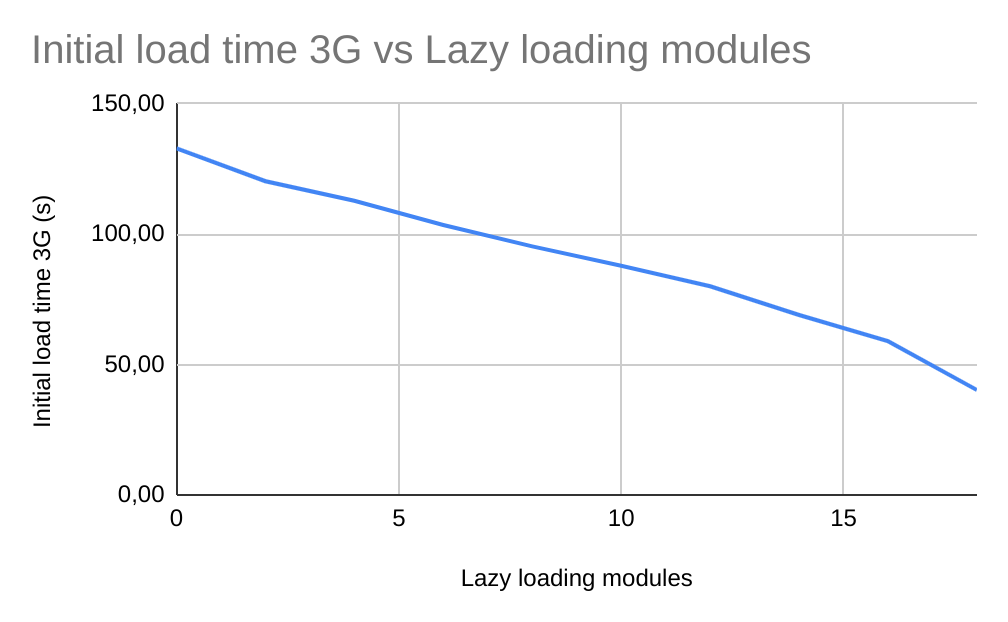 Initial load time 3G vs Lazy loading modules
150,00
100,00
50,00
0,00
Initial load time 3G (s)
0 5 10 15
Lazy loading modules